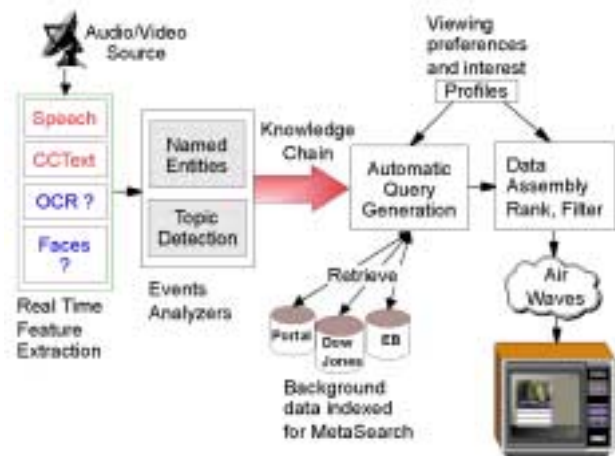 Audio/Video
Source
Viewing
preferences
and interest
Profiles
Speech
CCText
OCR ?
Faces
?
Real Time
Feature
Extraction
Named
Entities
Topic
Detection
Events
Analyzers
Knowledge
Chain
Automatic
Query
Generation
Data
Assembly
Rank, Filter
Retrieve
Portal
Dow
Jones
EB
Background
data indexed
for MetaSearch
Air
Waves